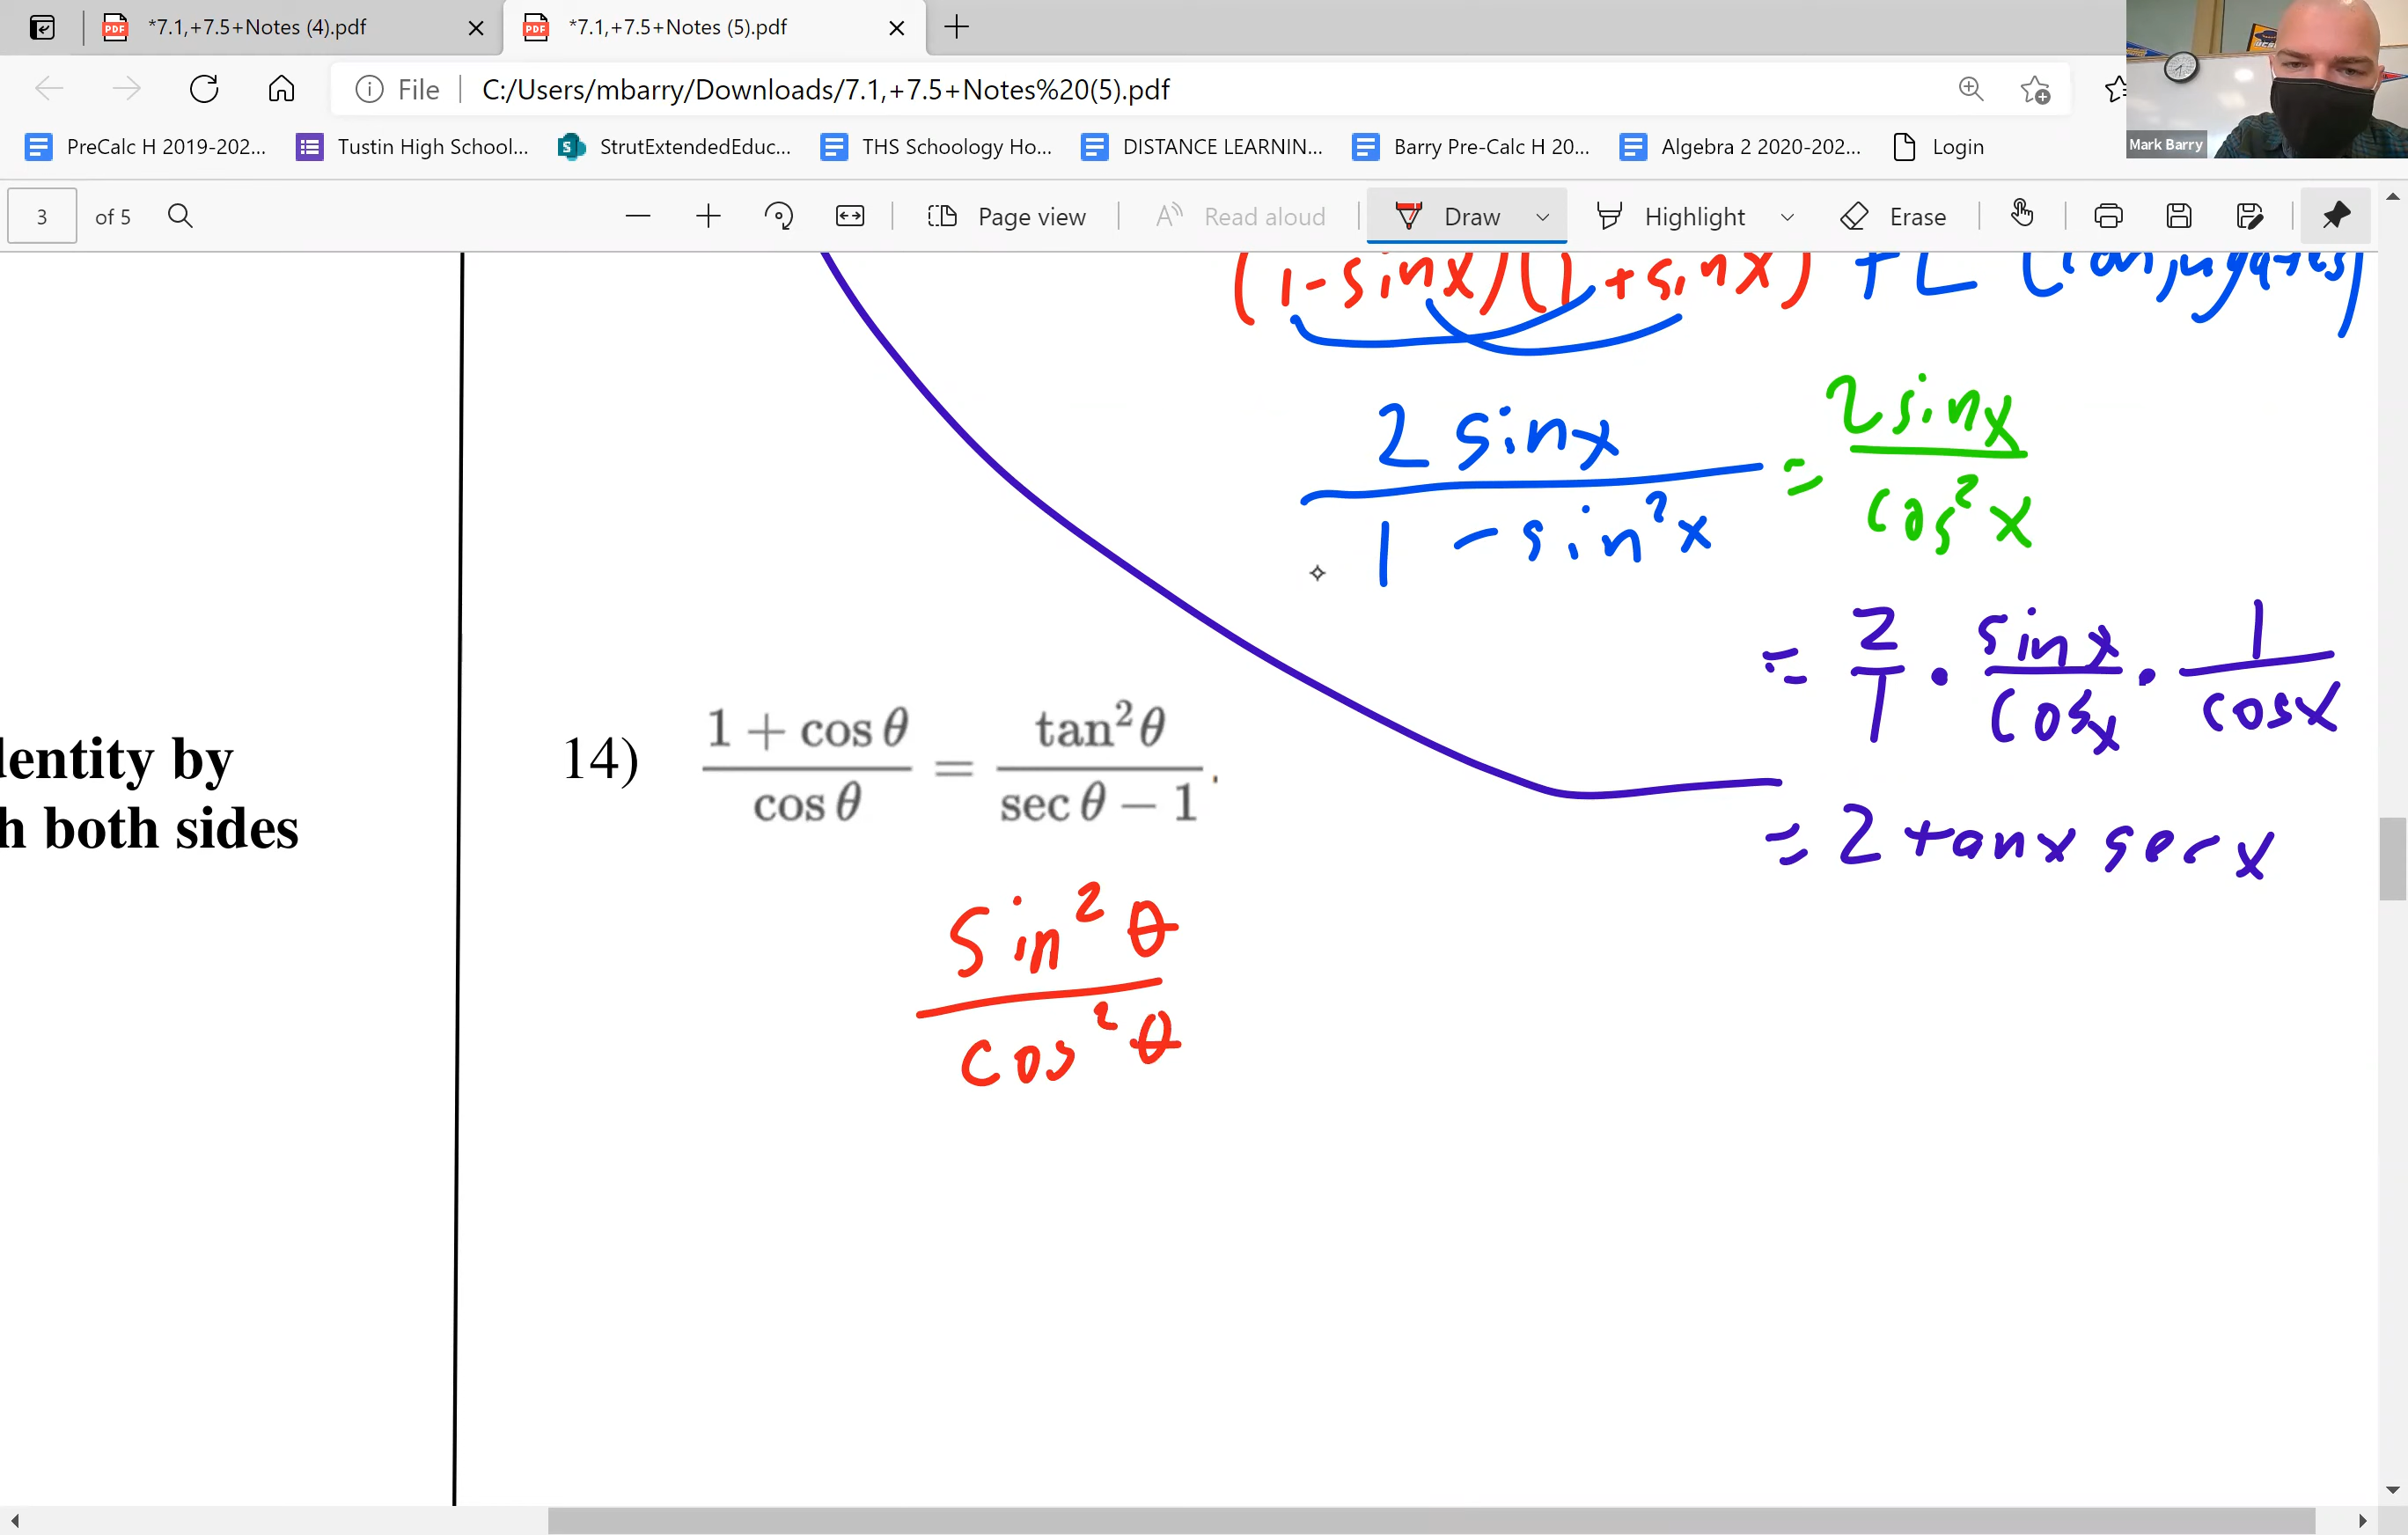 *7.1,+7.5+Notes (4).pdf
*7.1,+7.5+Notes (5).pdf
File C:/Users/mbarry/Downloads/7.1,+7.5+Notes%20(5).pdf
PreCalc H 2019-202...
Tustin High School...
StrutExtendedEduc...
THS Schoology Ho...
DISTANCE LEARNIN...
Barry Pre-Calc H 20...
Algebra 2 2020-202...
Login
Mark Barry
3 of 5
Page view
Read aloud
Draw
Highlight
Erase
(1-sinx)(1+sinx)
2 sinx / 1 - sin²x = 2 sinx / cos²x
= 2/1 · sinx/cosx · 1/cosx
= 2 tanx secx
dentity by
h both sides
14) 1 + cos θ / cos θ = tan² θ / sec θ − 1.
sin² θ / cos² θ